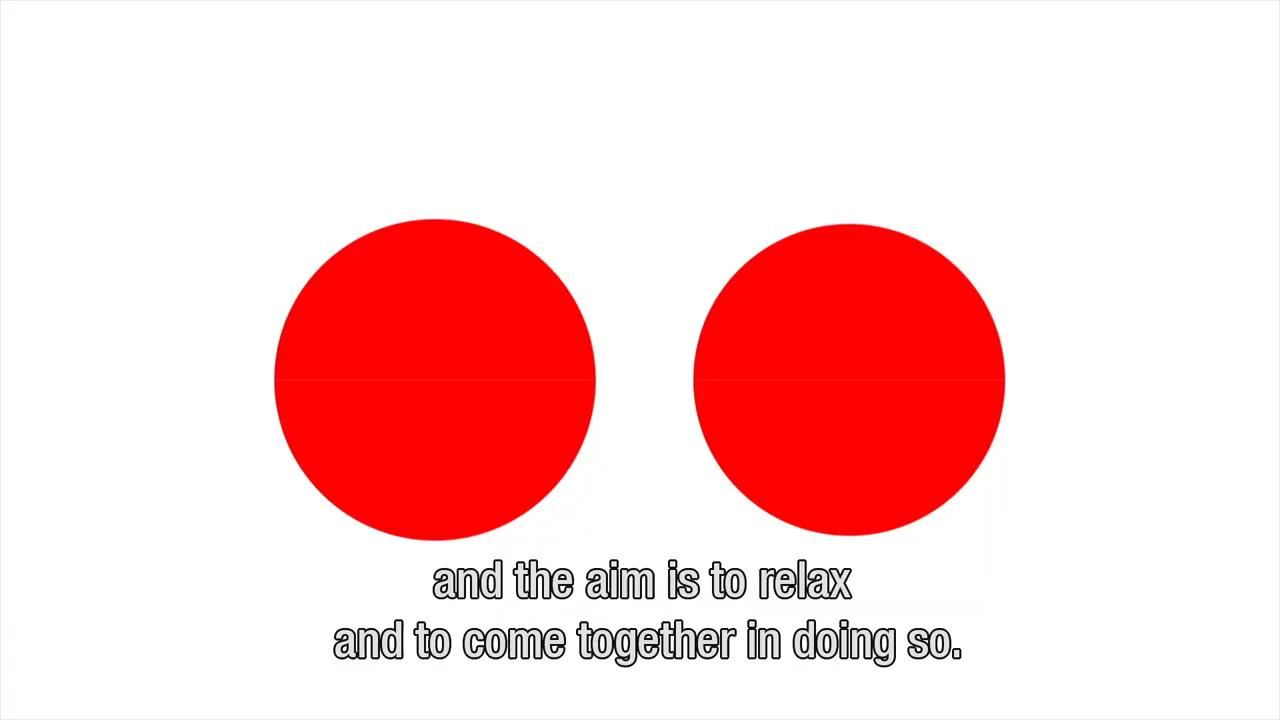 and the aim is to relax
and to come together in doing so.